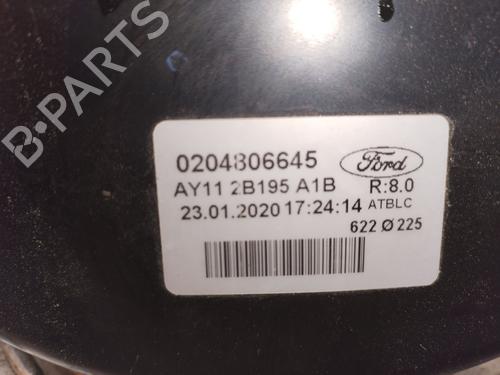 B-PARTS
0204806645 Ford
AY11 2B195 A1B R:8.0
23.01.2020 17:24:14 ATBLC
622 Ø 225